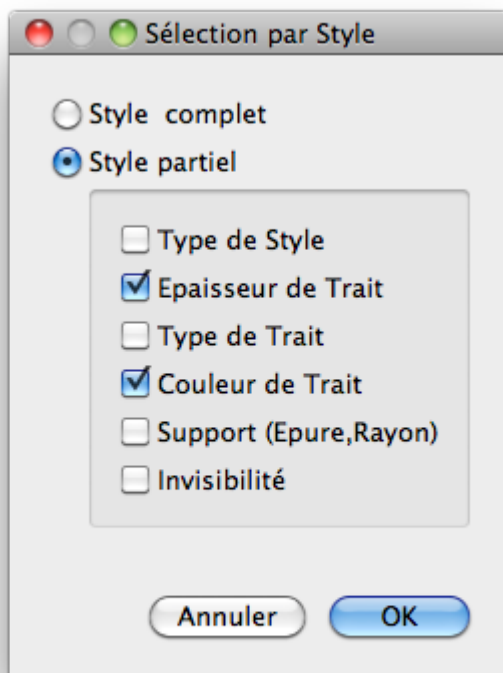 Sélection par Style
Style complet
Style partiel
Type de Style
Epaisseur de Trait
Type de Trait
Couleur de Trait
Support (Epure,Rayon)
Invisibilité
Annuler OK